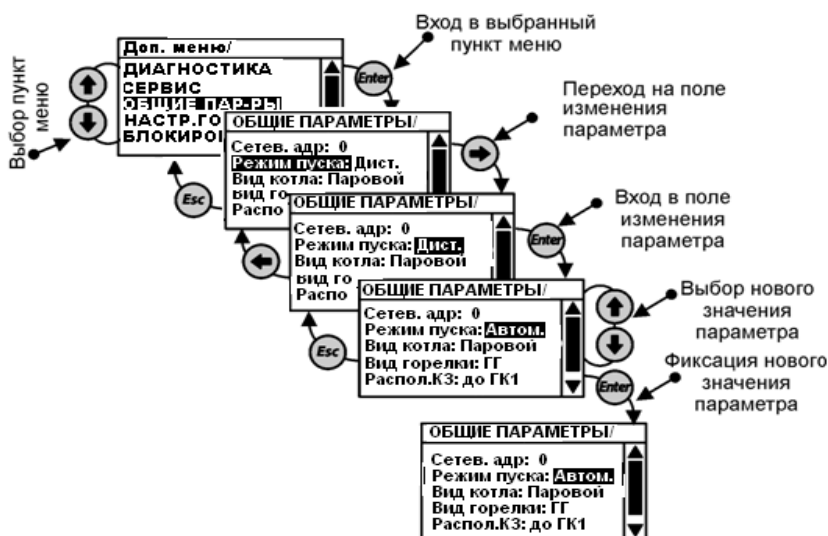 Вход в выбранный
пункт меню
Выбор пункт
меню
Доп. меню/
ДИАГНОСТИКА
СЕРВИС
ОБЩИЕ ПАР-РЫ
НАСТР.ГО
БЛОКИРО
Enter
Переход на поле
изменения
параметра
ОБЩИЕ ПАРАМЕТРЫ/
Сетев. адр: 0
Режим пуска: Дист.
Вид котла: Паровой
Вид го
Распо
Esc
Вход в поле
изменения
параметра
ОБЩИЕ ПАРАМЕТРЫ/
Сетев. адр: 0
Режим пуска: Дист.
Вид котла: Паровой
Вид го
Распо
Enter
Выбор нового
значения
параметра
ОБЩИЕ ПАРАМЕТРЫ/
Сетев. адр: 0
Режим пуска: Автом.
Вид котла: Паровой
Вид горелки: ГГ
Распол.КЗ: до ГК1
Esc
Фиксация нового
значения
параметра
Enter
ОБЩИЕ ПАРАМЕТРЫ/
Сетев. адр: 0
Режим пуска: Автом.
Вид котла: Паровой
Вид горелки: ГГ
Распол.КЗ: до ГК1